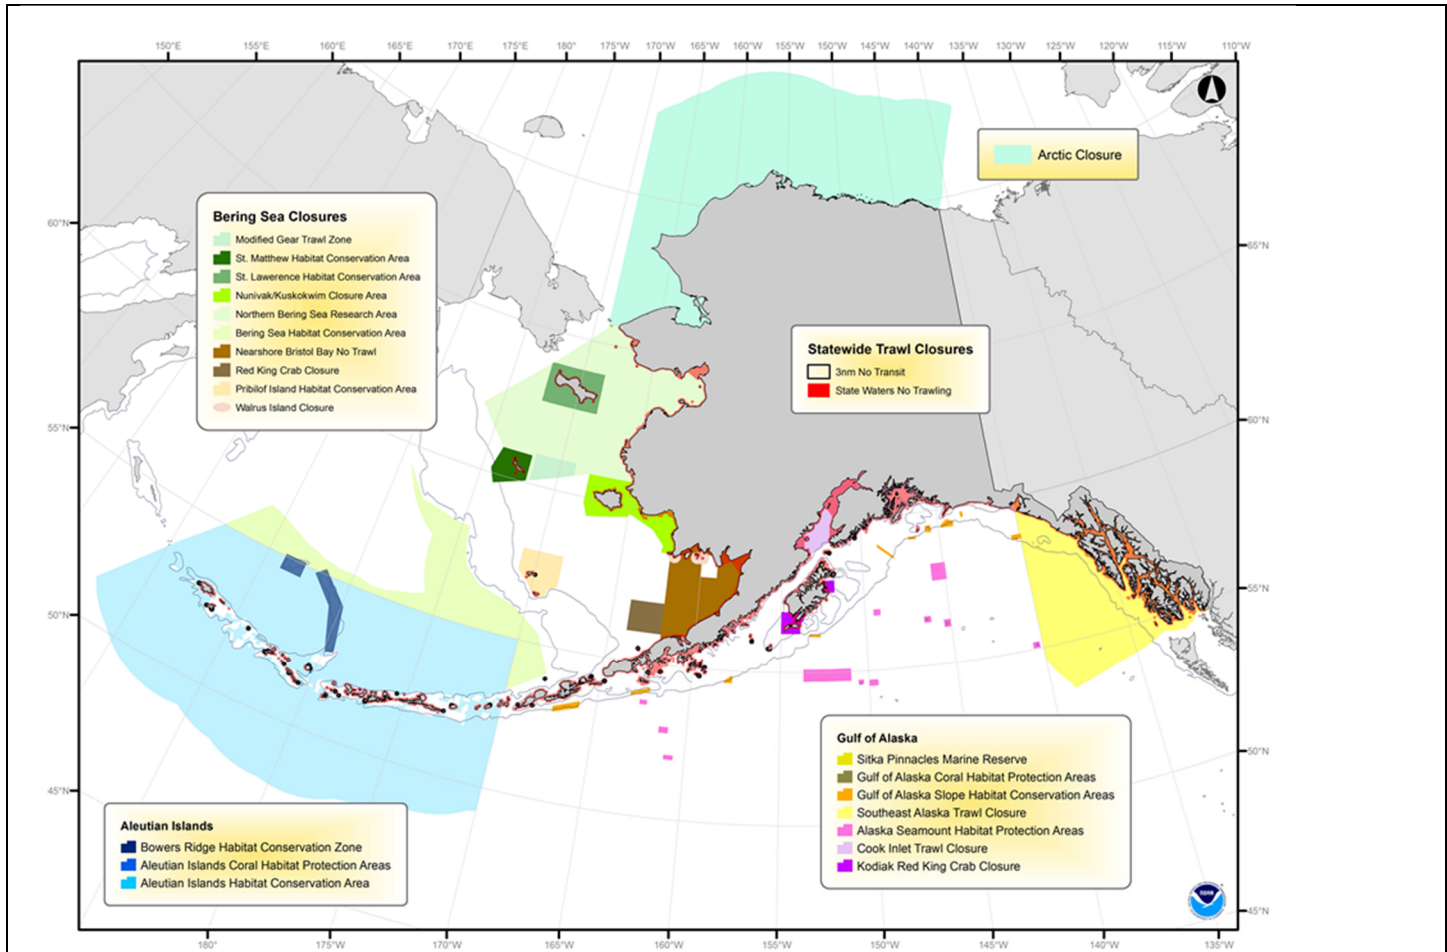 150°E 155°E 160°E 165°E 170°E 175°E 180° 175°W 170°W 165°W 160°W 155°W 150°W 145°W 140°W 135°W 130°W 125°W 120°W 115°W 110°W
Arctic Closure
Bering Sea Closures
Modified Gear Trawl Zone
St. Matthew Habitat Conservation Area
St. Lawerence Habitat Conservation Area
Nunivak/Kuskokwim Closure Area
Northern Bering Sea Research Area
Bering Sea Habitat Conservation Area
Nearshore Bristol Bay No Trawl
Red King Crab Closure
Pribilof Island Habitat Conservation Area
Walrus Island Closure
60°N
55°N
50°N
45°N
65°N
60°N
55°N
50°N
45°N
Statewide Trawl Closures
3nm No Transit
State Waters No Trawling
Gulf of Alaska
Sitka Pinnacles Marine Reserve
Gulf of Alaska Coral Habitat Protection Areas
Gulf of Alaska Slope Habitat Conservation Areas
Southeast Alaska Trawl Closure
Alaska Seamount Habitat Protection Areas
Cook Inlet Trawl Closure
Kodiak Red King Crab Closure
Aleutian Islands
Bowers Ridge Habitat Conservation Zone
Aleutian Islands Coral Habitat Protection Areas
Aleutian Islands Habitat Conservation Area
180° 175°W 170°W 165°W 160°W 155°W 150°W 145°W 140°W 135°W